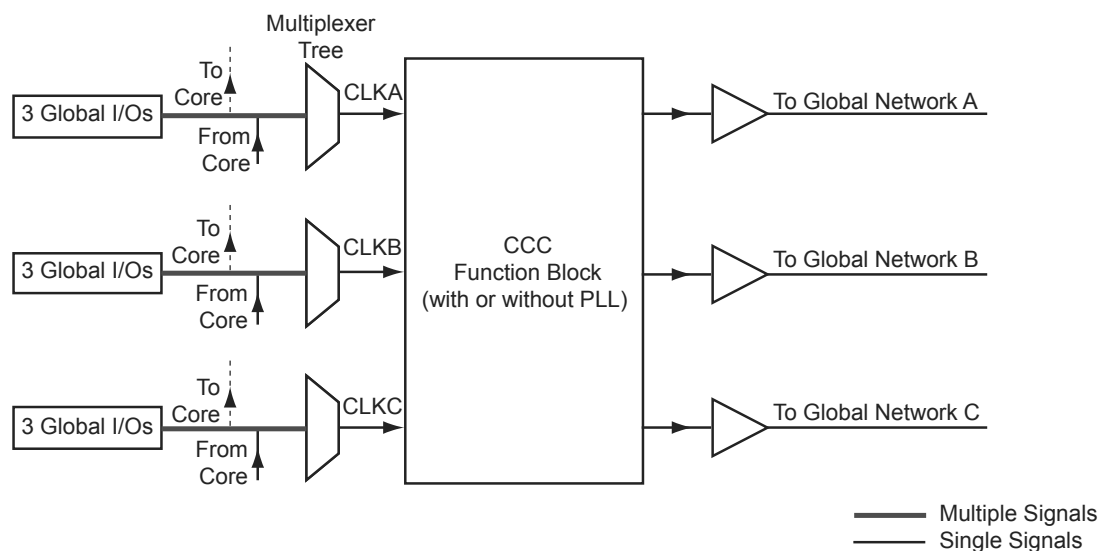 Multiplexer
Tree
To
Core
3 Global I/Os
From
Core
CLKA
To Global Network A
To
Core
3 Global I/Os
From
Core
CLKB
CCC
Function Block
(with or without PLL)
To Global Network B
To
Core
3 Global I/Os
From
Core
CLKC
To Global Network C
Multiple Signals
Single Signals